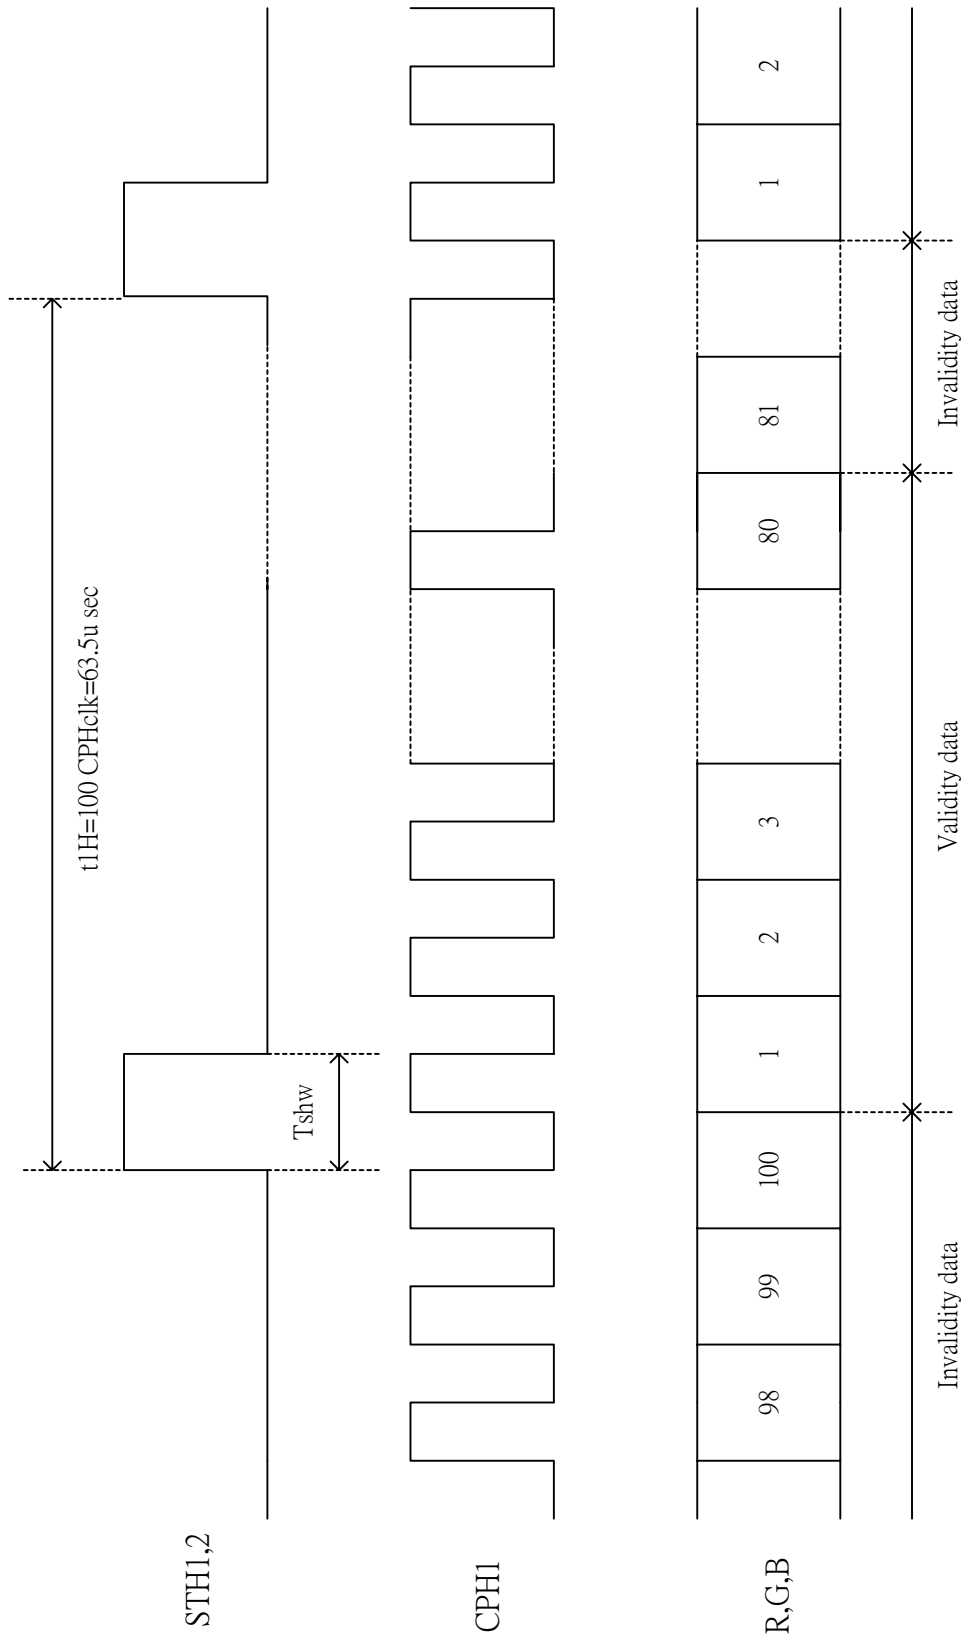 t1H=100 CPHclk=63.5u sec
STH1,2
Tshw
CPH1
R,G,B
98
99
100
1
2
3
80
81
1
2
Invalidity data
Validity data
Invalidity data